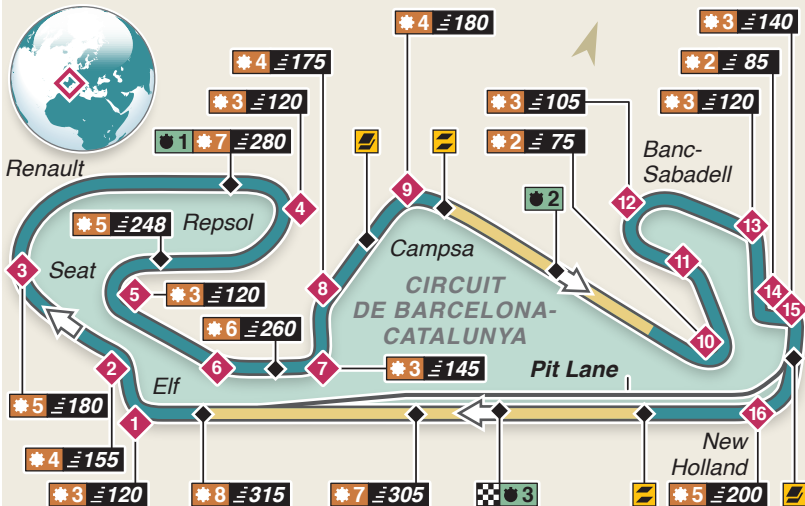 4 180
3 140
4 175
2 85
3 120
3 105
3 120
1 7 280
2 75
Banc-
Sabadell
Renault
9
2
12
4
Repsol
13
5 248
Campsa
11
3
Seat
5
3 120
8
CIRCUIT
DE BARCELONA-
CATALUNYA
14
15
6 260
10
2
6
7
3 145
Pit Lane
Elf
5 180
1
16
New
Holland
4 155
3 120
8 315
7 305
3
5 200